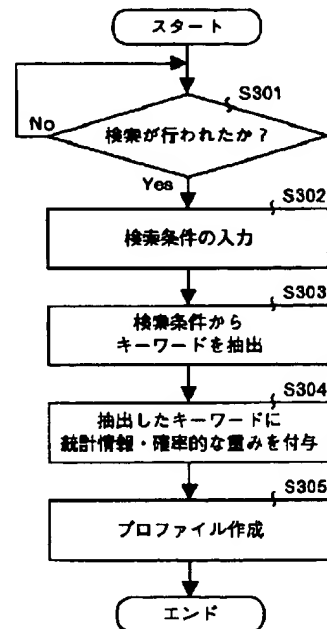 スタート
S301
検索が行われたか？
No
Yes
S302
検索条件の入力
S303
検索条件から
キーワードを抽出
S304
抽出したキーワードに
統計情報・確率的な重みを付与
S305
プロファイル作成
エンド